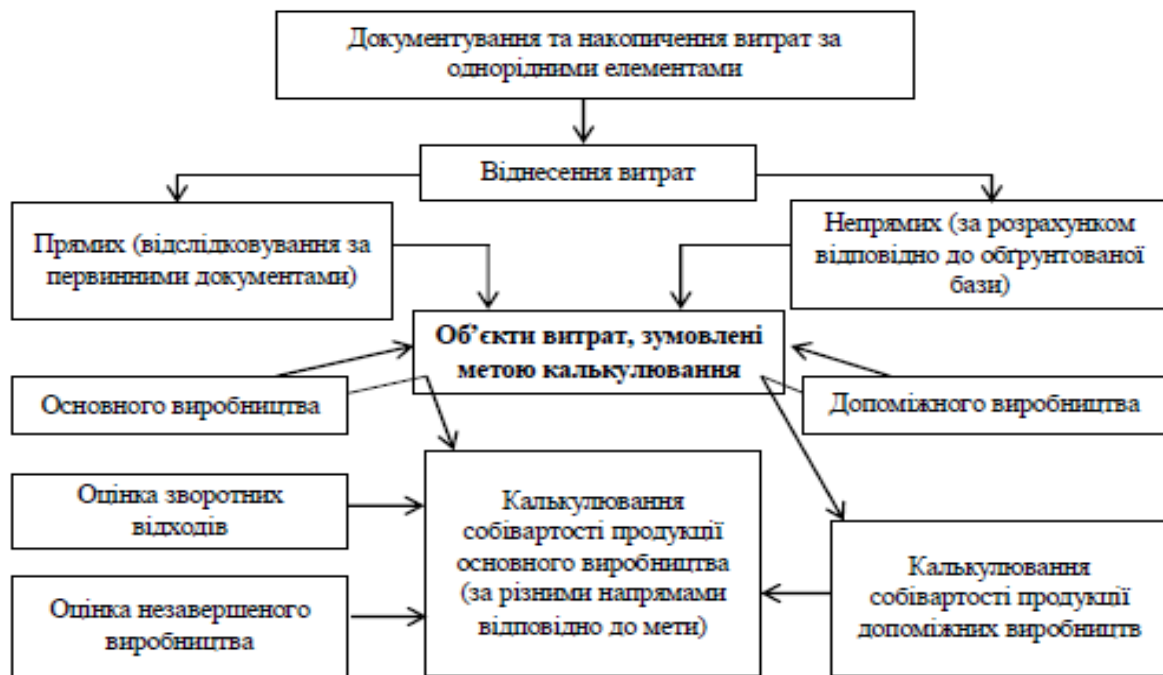 Документування та накопичення витрат за
однорідними елементами
Віднесення витрат
Прямих (відслідковування за
первинними документами)
Непрямих (за розрахунком
відповідно до обґрунтованої
бази)
Об’єкти витрат, зумовлені
метою калькулювання
Основного виробництва
Допоміжного виробництва
Оцінка зворотних
відходів
Калькулювання
собівартості продукції
основного виробництва
(за різними напрямами
відповідно до мети)
Оцінка незавершеного
виробництва
Калькулювання
собівартості продукції
допоміжних виробництв